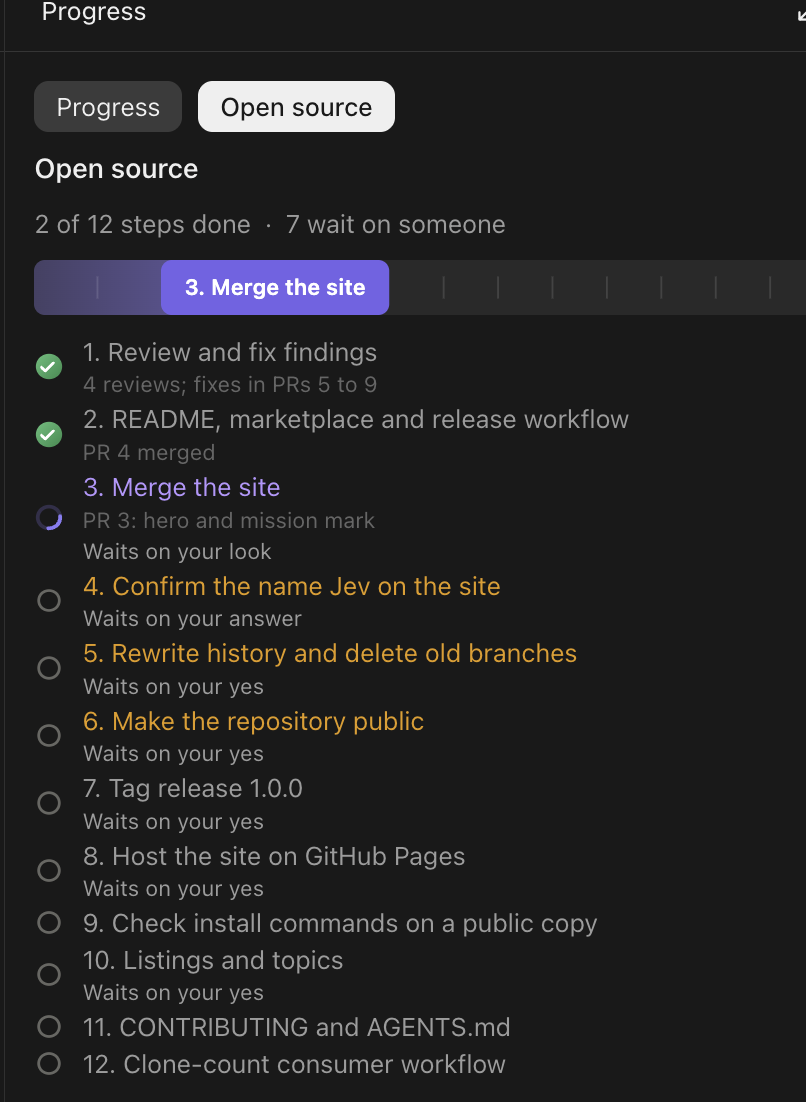 Progress
Progress
Open source
Open source
2 of 12 steps done · 7 wait on someone
3. Merge the site
1. Review and fix findings
4 reviews; fixes in PRs 5 to 9
2. README, marketplace and release workflow
PR 4 merged
3. Merge the site
PR 3: hero and mission mark
Waits on your look
4. Confirm the name Jev on the site
Waits on your answer
5. Rewrite history and delete old branches
Waits on your yes
6. Make the repository public
Waits on your yes
7. Tag release 1.0.0
Waits on your yes
8. Host the site on GitHub Pages
Waits on your yes
9. Check install commands on a public copy
10. Listings and topics
Waits on your yes
11. CONTRIBUTING and AGENTS.md
12. Clone-count consumer workflow